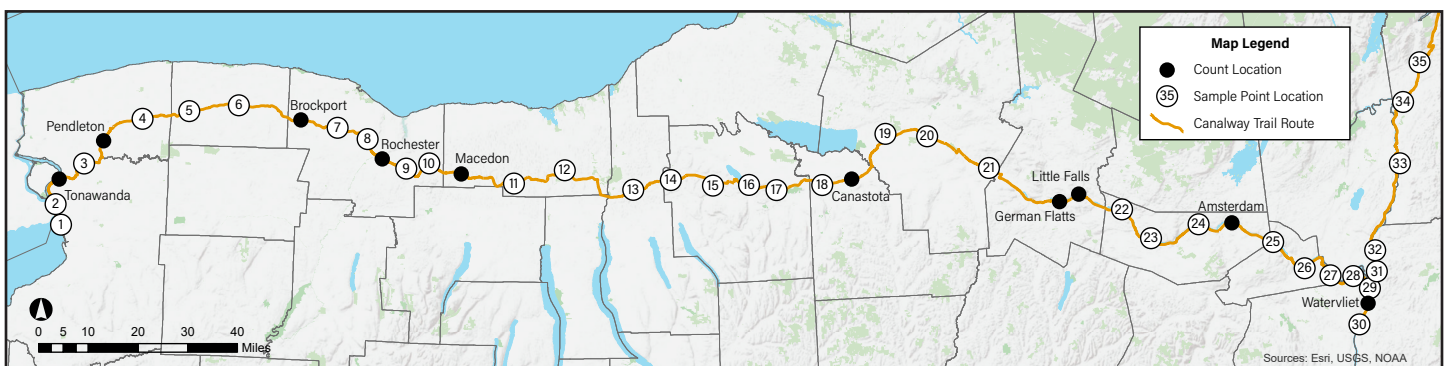 Map Legend
Count Location
35 Sample Point Location
Canalway Trail Route
Pendleton
Tonawanda
Brockport
Rochester
Macedon
Canastota
German Flatts
Little Falls
Amsterdam
Watervliet
1
2
3
4
5
6
7
8
9
10
11
12
13
14
15
16
17
18
19
20
21
22
23
24
25
26
27
28
29
30
31
32
33
34
35
0 5 10 20 30 40
Miles
Sources: Esri, USGS, NOAA